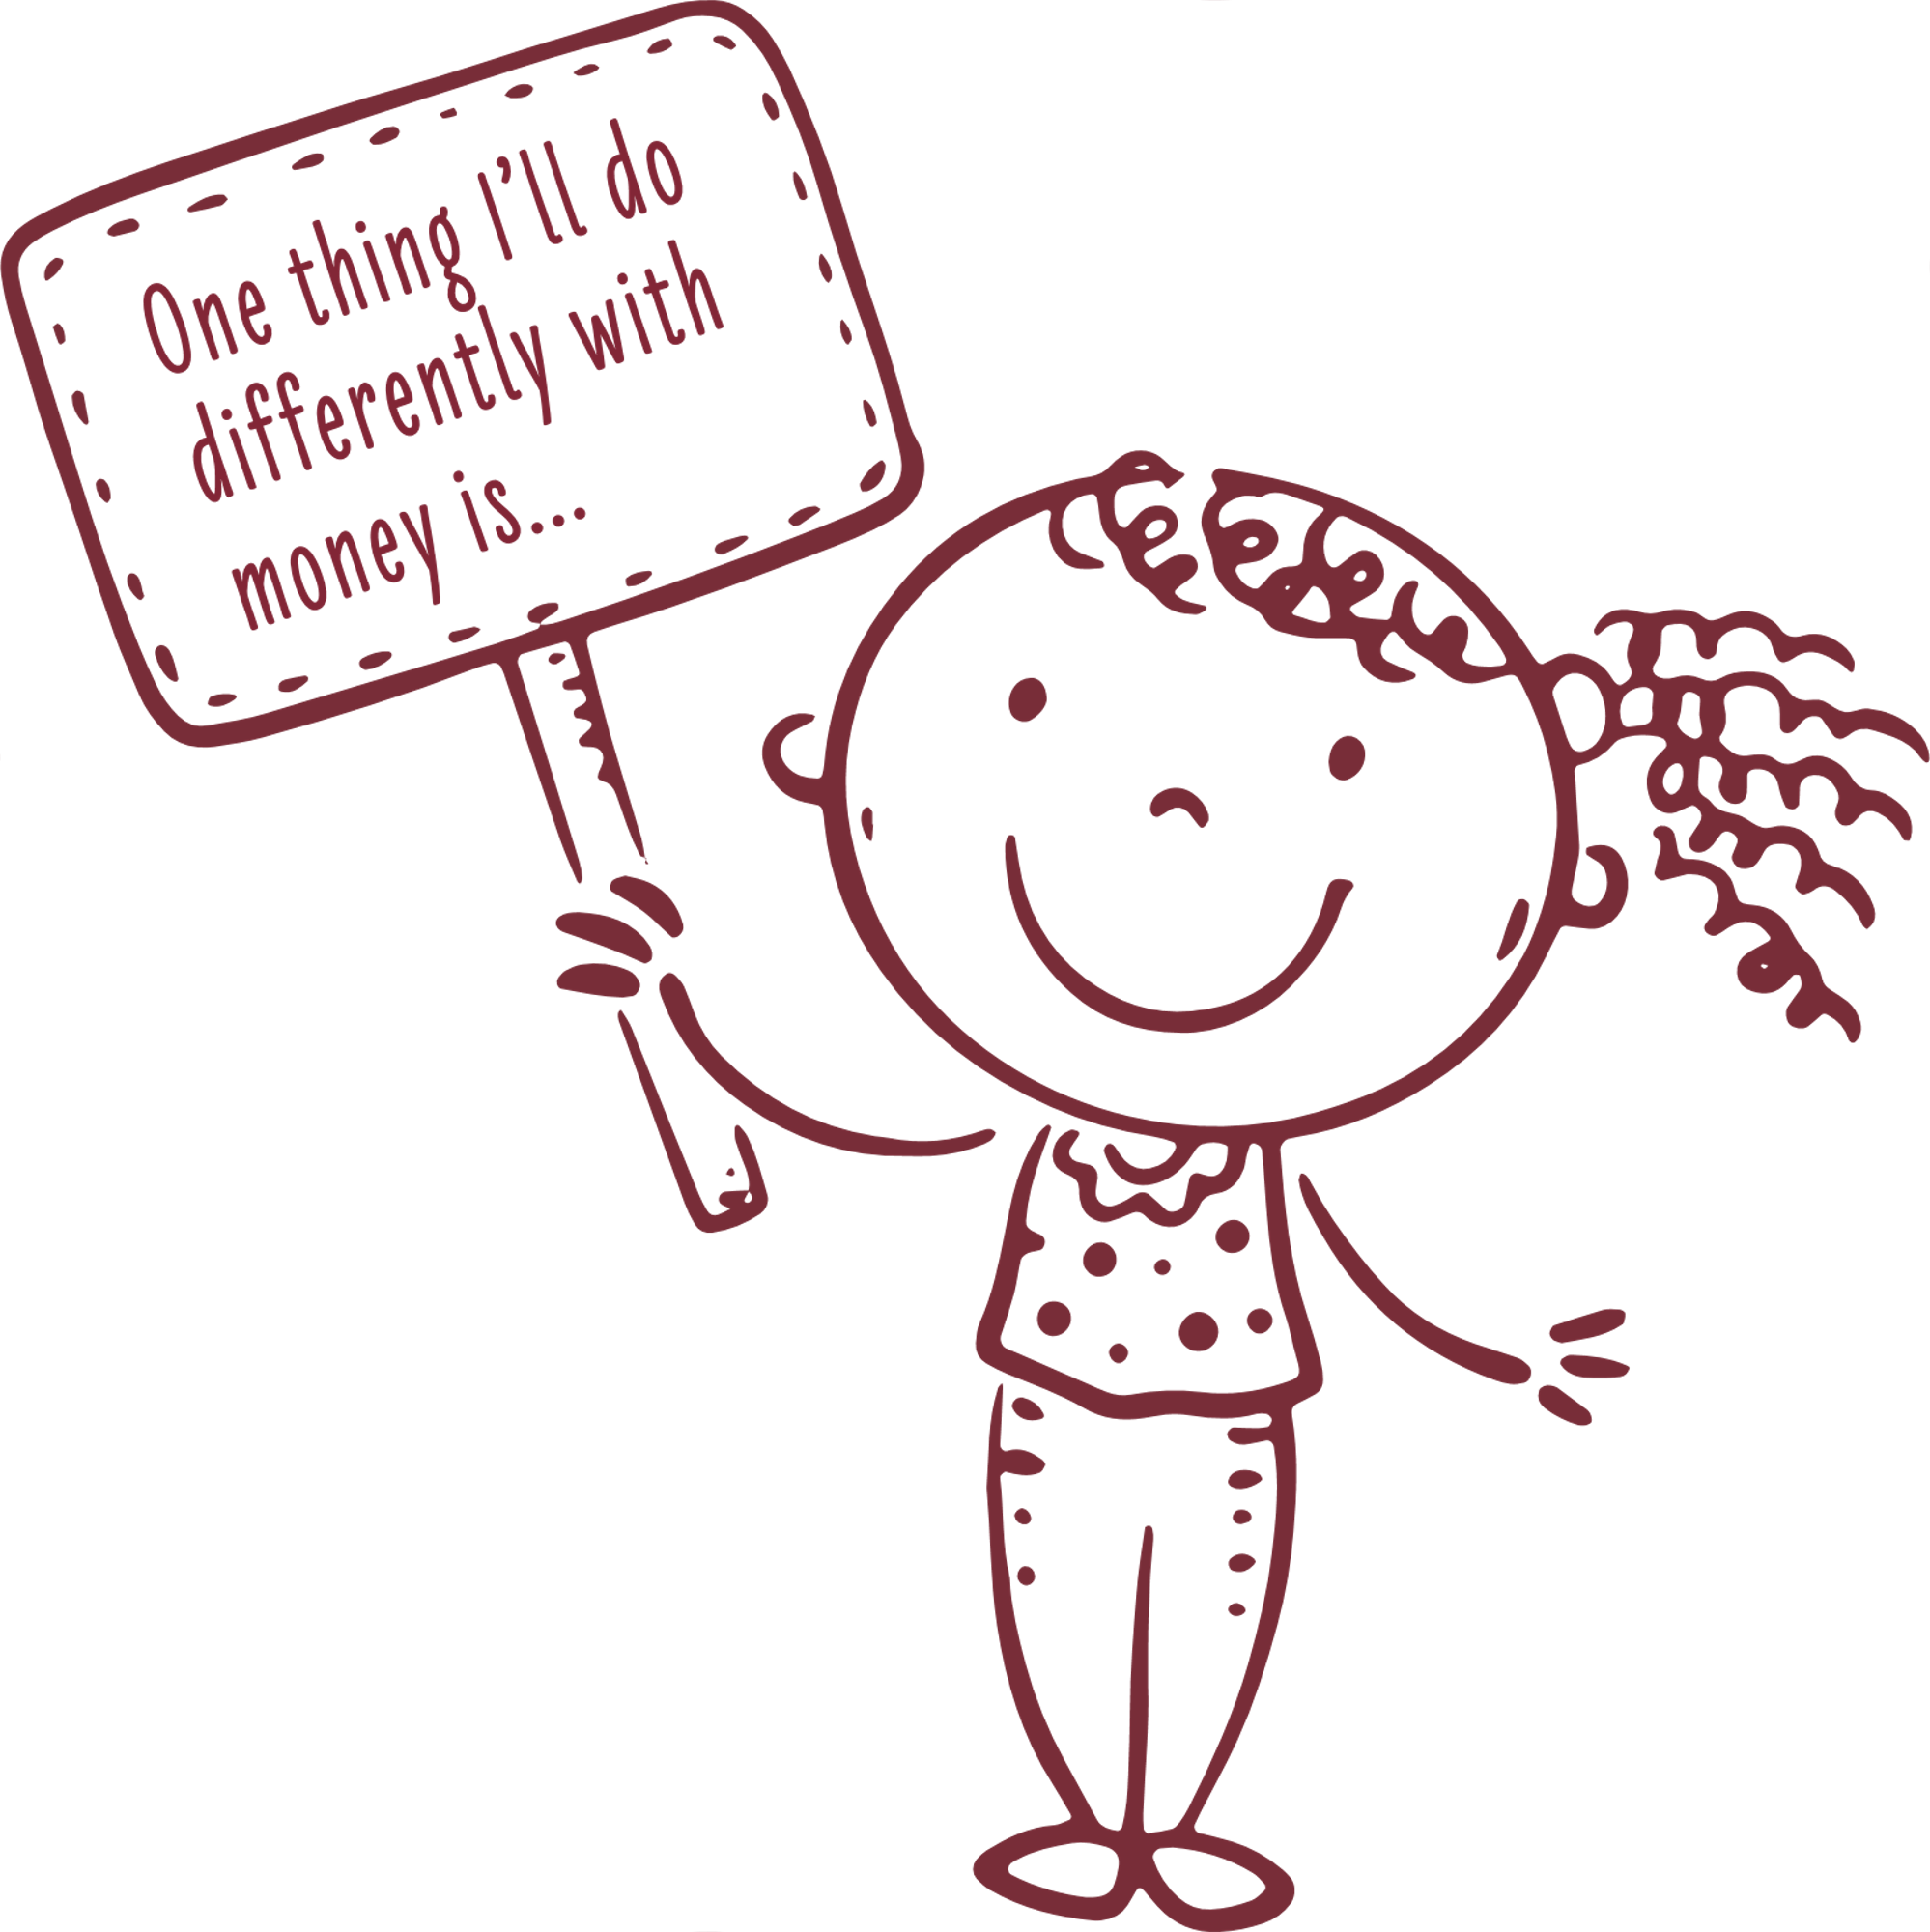 One thing I'll do
differently with
money is...